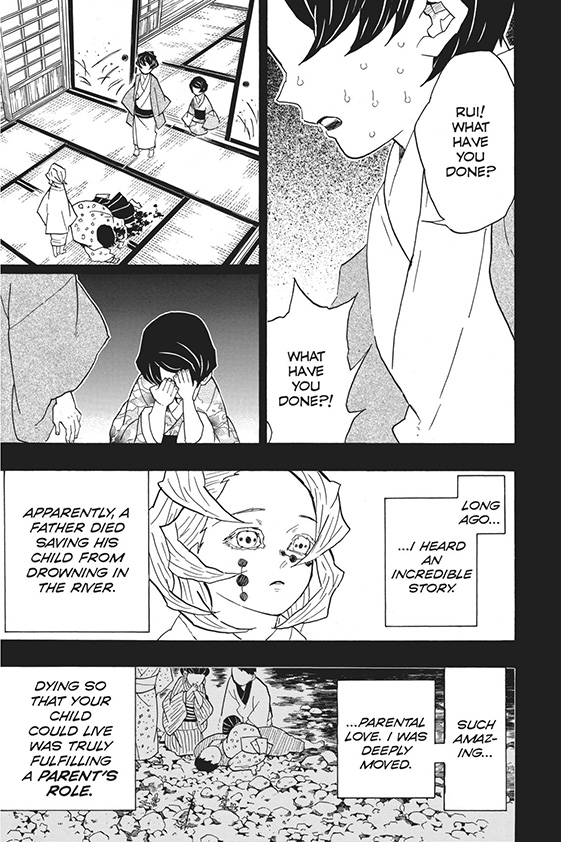 RUI!
WHAT
HAVE
YOU
DONE?
WHAT
HAVE
YOU
DONE?!
LONG
AGO...
...I HEARD
AN
INCREDIBLE
STORY.
APPARENTLY, A
FATHER DIED
SAVING HIS
CHILD FROM
DROWNING IN
THE RIVER.
SUCH
AMAZ-
ING...
...PARENTAL
LOVE. I WAS
DEEPLY
MOVED.
DYING SO
THAT YOUR
CHILD
COULD LIVE
WAS TRULY
FULFILLING
A PARENT'S
ROLE.